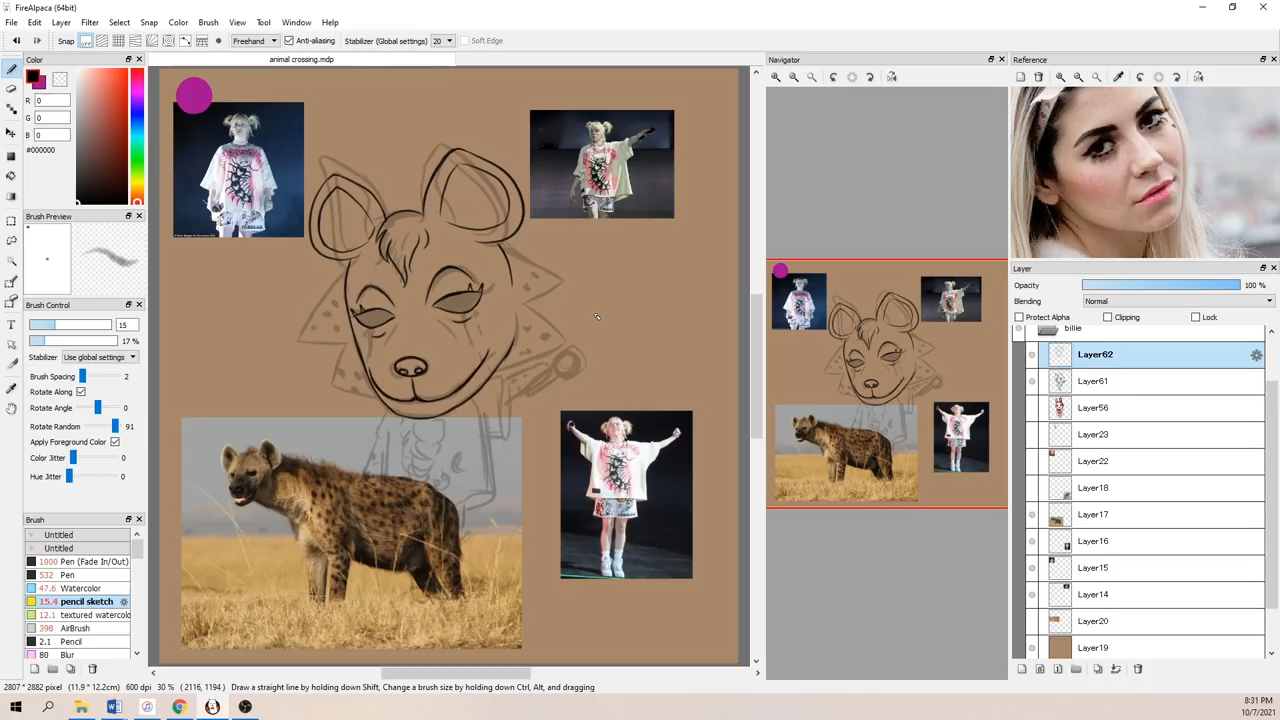 FireAlpaca (64bit)
File Edit Layer Filter Select Snap Color Brush View Tool Window Help
Snap OFF Freehand Anti-aliasing Stabilizer (Global settings) 20 Soft Edge
Color
animal crossing.mdp
Navigator
Reference
R 0
G 0
B 0
#000000
Brush Preview
Brush Control
15
17 %
Stabilizer Use global settings
Brush Spacing 2
Rotate Along
Rotate Angle 0
Rotate Random 91
Apply Foreground Color
Color Jitter 0
Hue Jitter 0
Brush
Untitled
Untitled
1000 Pen (Fade In/Out)
532 Pen
47.6 Watercolor
15.4 pencil sketch
12.1 textured watercolo
398 AirBrush
2.1 Pencil
80 Blur
Layer
Opacity 100 %
Blending Normal
Protect Alpha Clipping Lock
billie
Layer62
Layer61
Layer56
Layer23
Layer22
Layer18
Layer17
Layer16
Layer15
Layer14
Layer20
Layer19
2807 * 2882 pixel (11.9 * 12.2cm) 600 dpi 30 % ( 2116, 1194 ) Draw a straight line by holding down Shift, Change a brush size by holding down Ctrl, Alt, and dragging
8:31 PM
10/7/2021